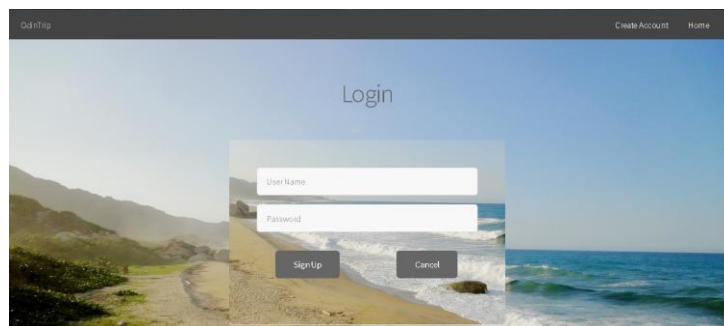 OdinTrip
Create Account Home
Login
User Name
Password
Sign Up Cancel